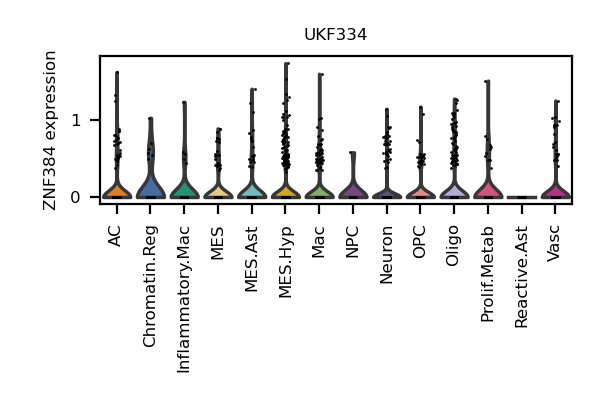 UKF334
ZNF384 expression
1
0
AC
Chromatin.Reg
Inflammatory.Mac
MES
MES.Ast
MES.Hyp
Mac
NPC
Neuron
OPC
Oligo
Prolif.Metab
Reactive.Ast
Vasc